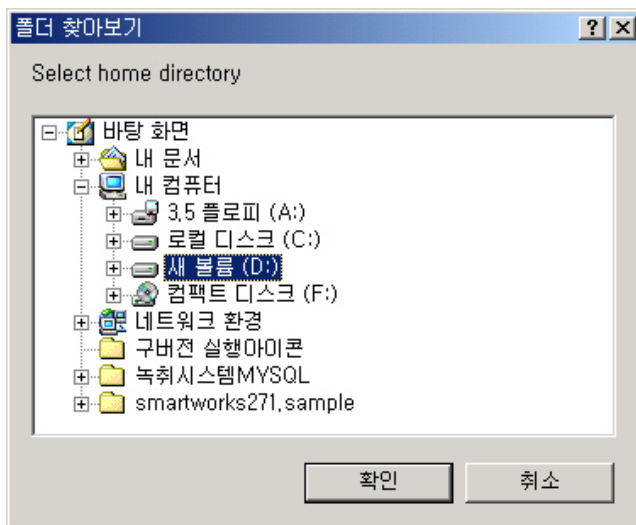 폴더 찾아보기
Select home directory
바탕 화면
내 문서
내 컴퓨터
3.5 플로피 (A:)
로컬 디스크 (C:)
새 볼륨 (D:)
컴팩트 디스크 (F:)
네트워크 환경
구버전 실행아이콘
녹취시스템MYSQL
smartworks271.sample
확인 취소